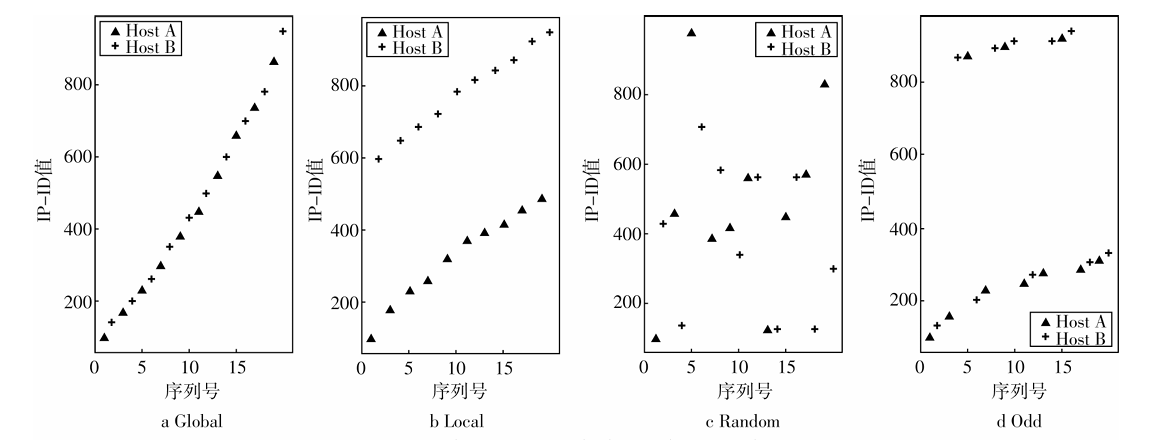 Host A
Host B
IP-ID值
800
600
400
200
0 5 10 15
序列号
a Global
Host A
Host B
IP-ID值
800
600
400
200
0 5 10 15
序列号
b Local
Host A
Host B
IP-ID值
800
600
400
200
0 5 10 15
序列号
c Random
IP-ID值
800
600
400
200
Host A
Host B
0 5 10 15
序列号
d Odd